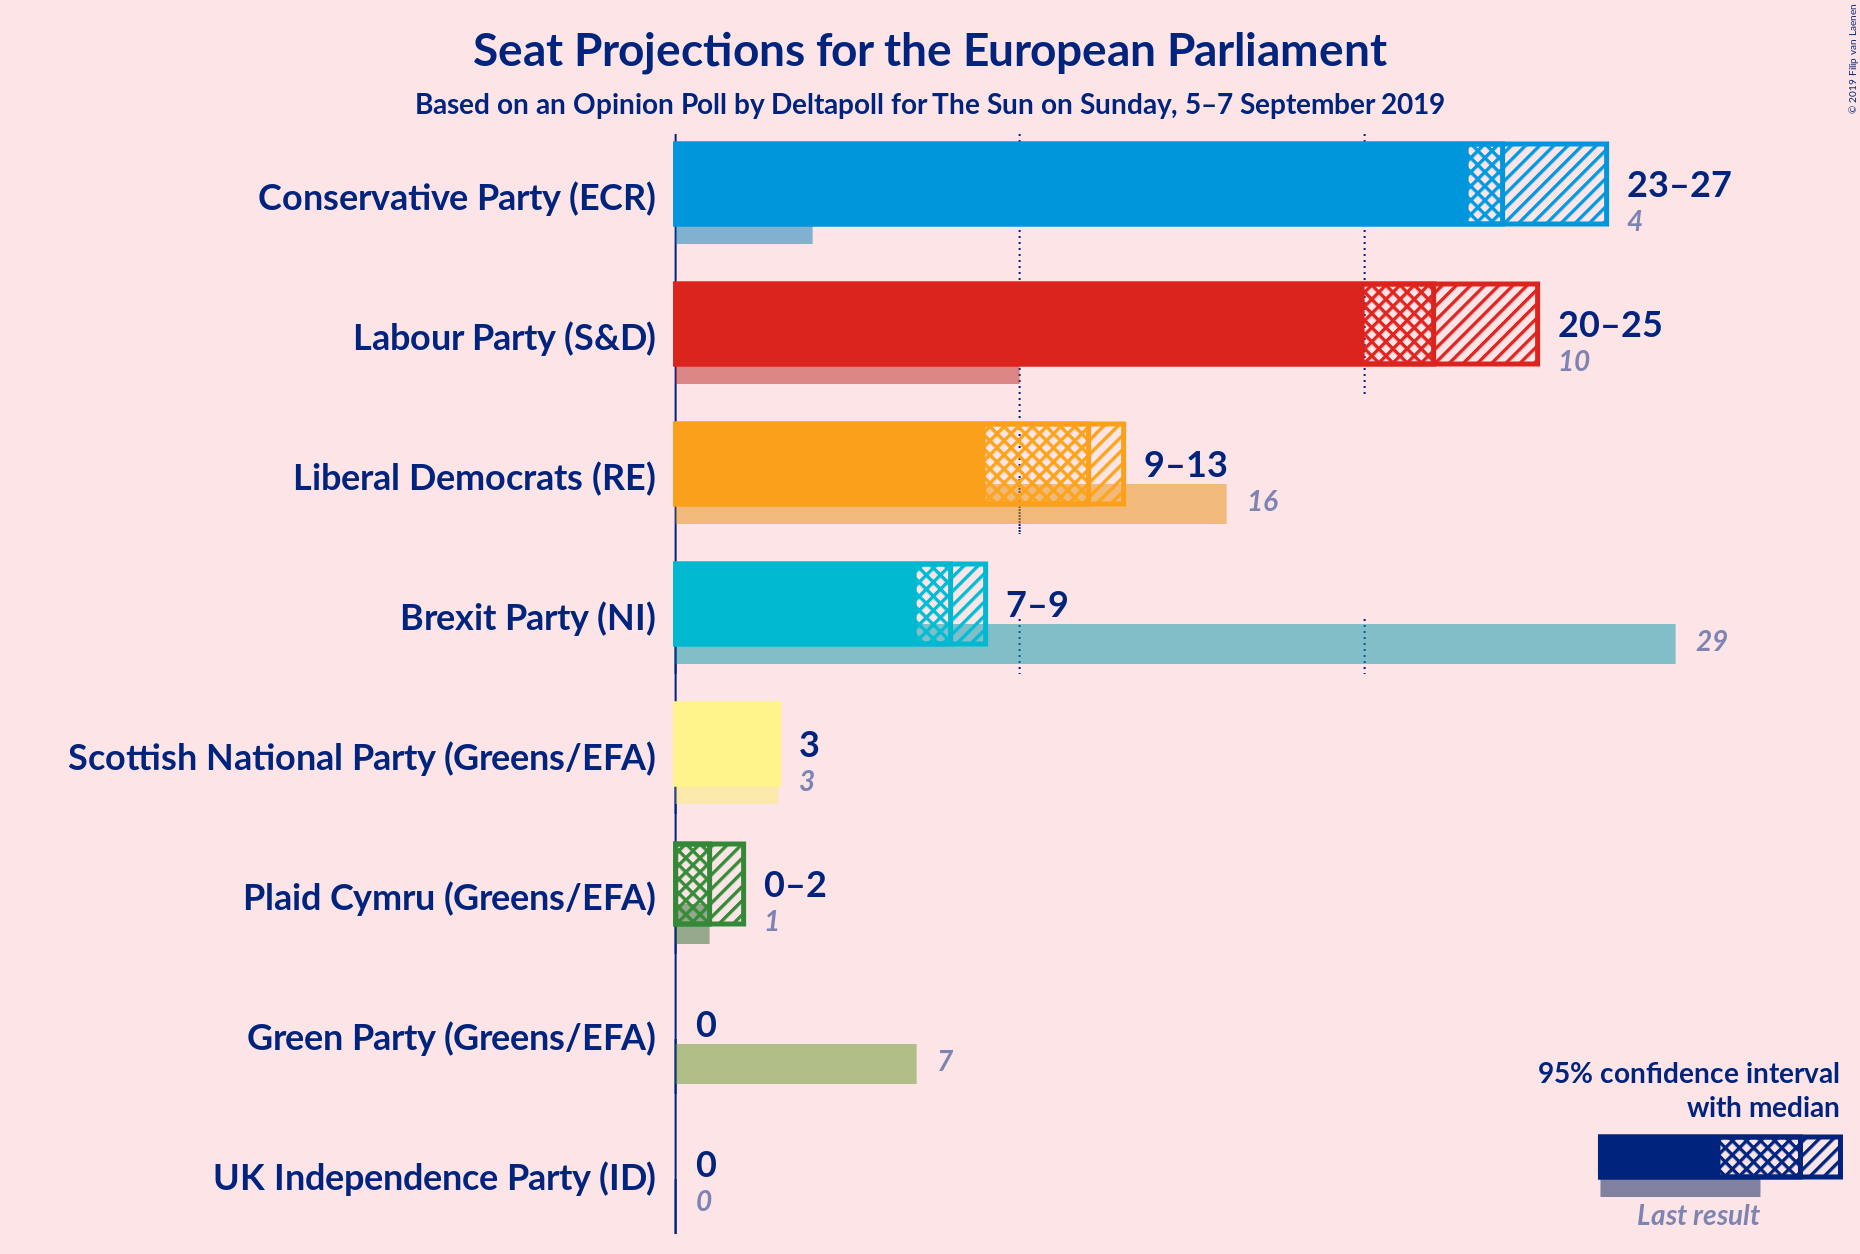 Seat Projections for the European Parliament
Based on an Opinion Poll by Deltapoll for The Sun on Sunday, 5–7 September 2019
© 2019 Filip van Laenen
Conservative Party (ECR)
23–27
4
Labour Party (S&D)
20–25
10
Liberal Democrats (RE)
9–13
16
Brexit Party (NI)
7–9
29
Scottish National Party (Greens/EFA)
3
3
Plaid Cymru (Greens/EFA)
0–2
1
Green Party (Greens/EFA)
0
7
UK Independence Party (ID)
0
0
95% confidence interval
with median
Last result